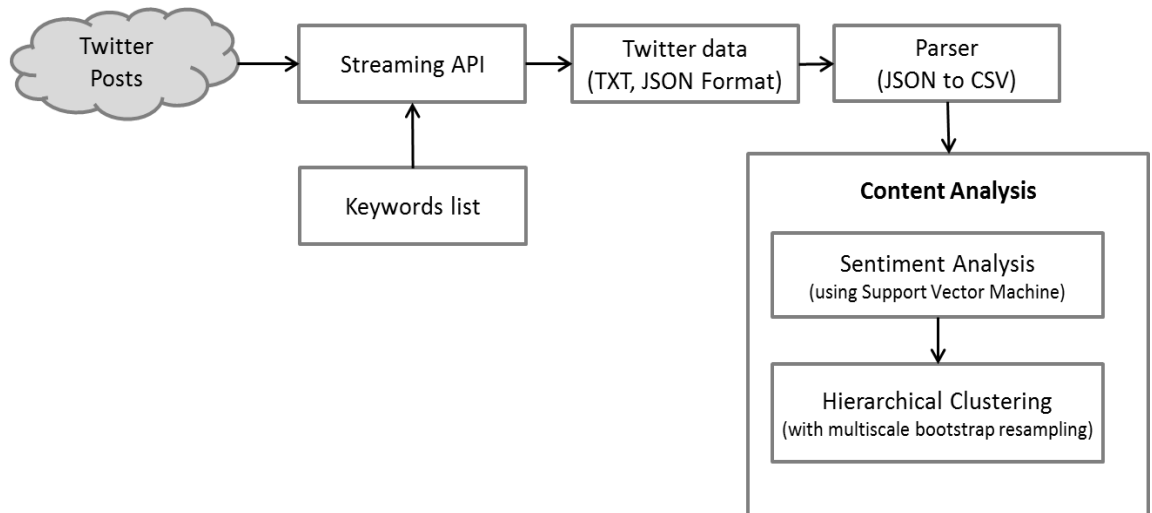 Twitter
Posts
Streaming API
Twitter data
(TXT, JSON Format)
Parser
(JSON to CSV)
Keywords list
Content Analysis
Sentiment Analysis
(using Support Vector Machine)
Hierarchical Clustering
(with multiscale bootstrap resampling)